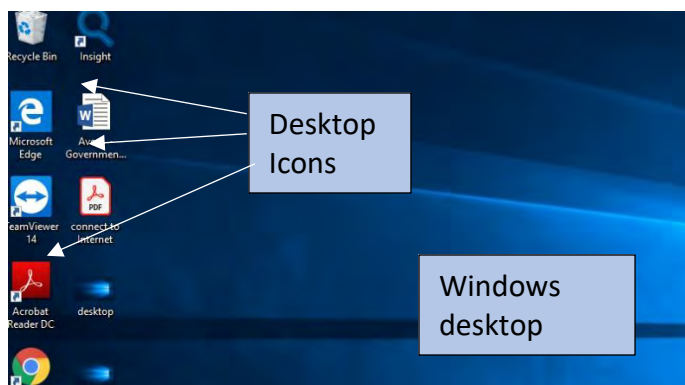 Recycle Bin
Insight
Microsoft
Edge
Governmen...
TeamViewer
14
PDF
connect to
Internet
Acrobat
Reader DC
desktop
Desktop
Icons
Windows
desktop